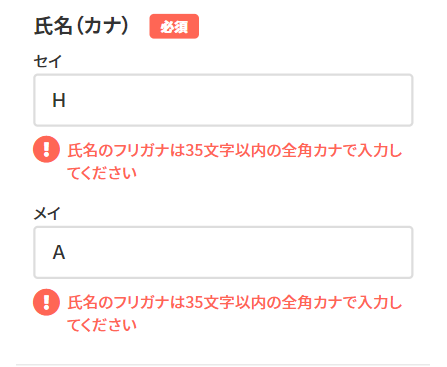 氏名（カナ） 必須
セイ
H
氏名のフリガナは35文字以内の全角カナで入力し
てください
メイ
A
氏名のフリガナは35文字以内の全角カナで入力し
てください